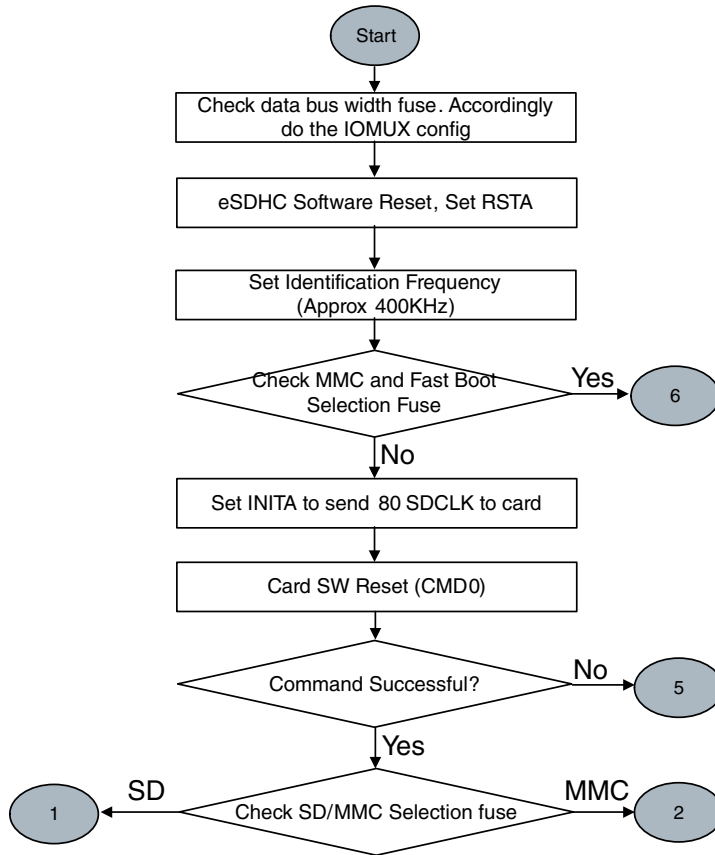 Start
Check data bus width fuse. Accordingly
do the IOMUX config
eSDHC Software Reset, Set RSTA
Set Identification Frequency
(Approx 400KHz)
Check MMC and Fast Boot
Selection Fuse
Yes
6
No
Set INITA to send 80 SDCLK to card
Card SW Reset (CMD0)
Command Successful?
No
5
Yes
SD
MMC
1
Check SD/MMC Selection fuse
2